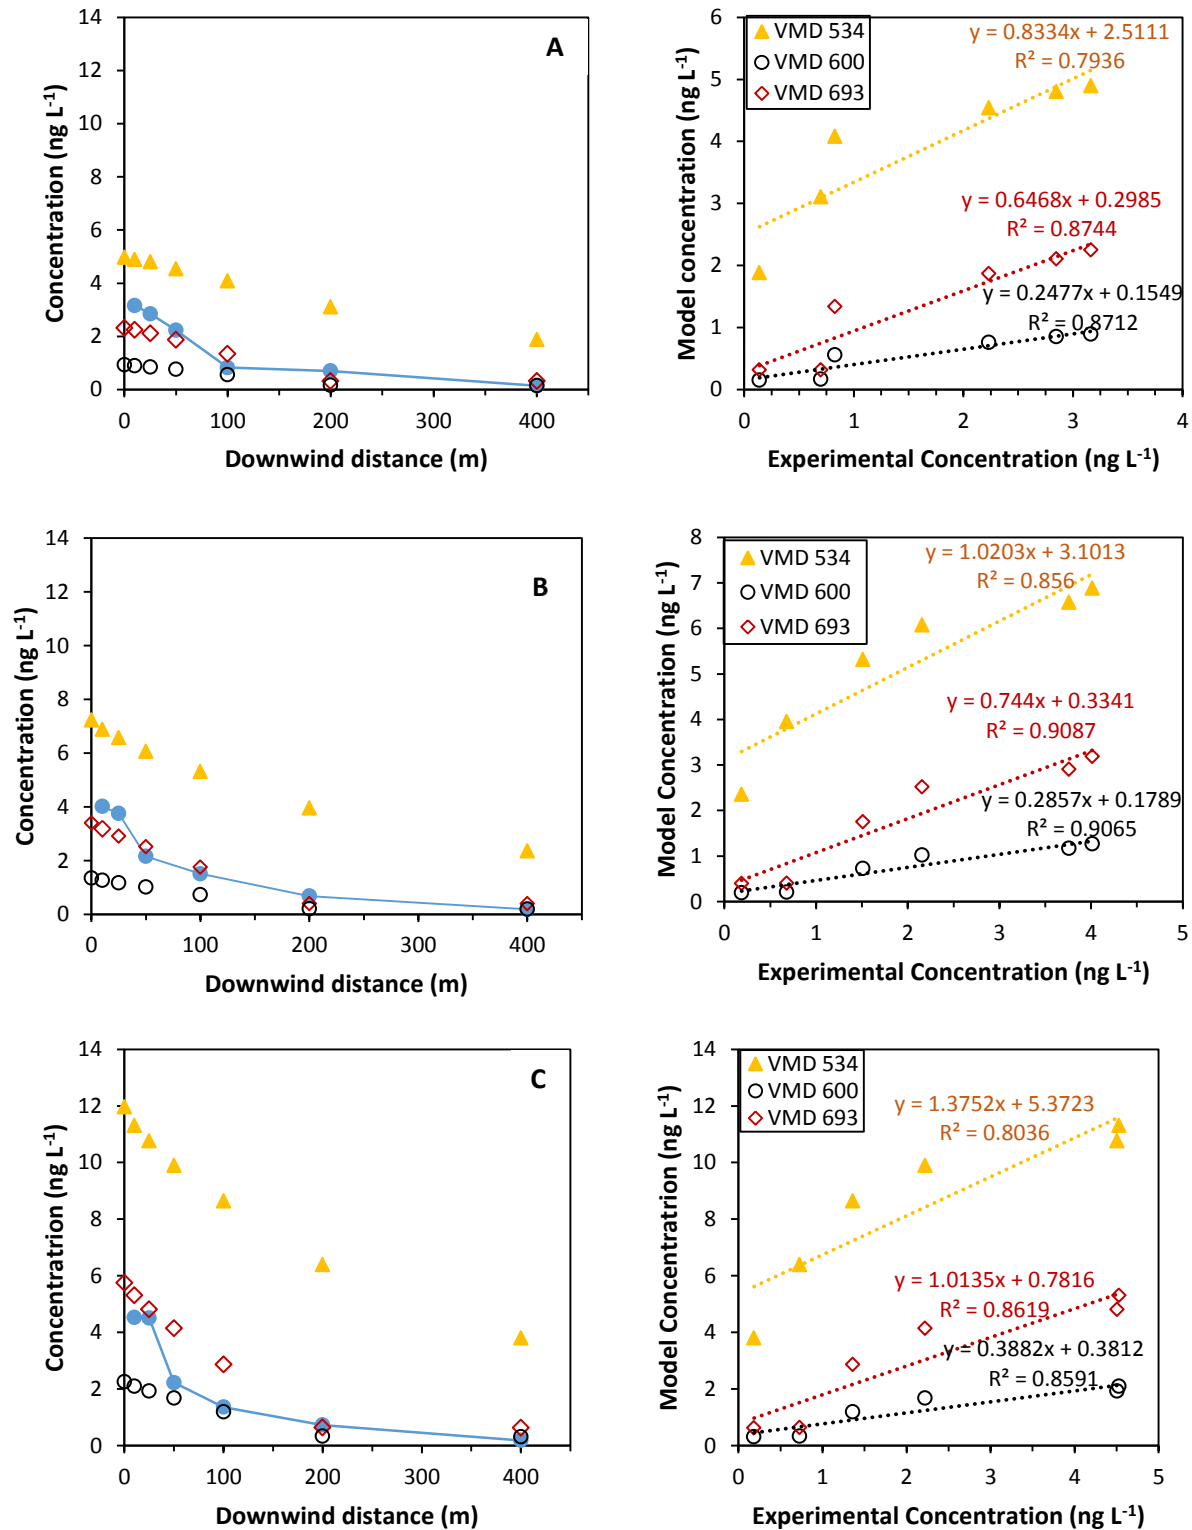 14
12
10
8
6
4
2
0
0
100
200
300
400
Concentration (ng L⁻¹)
Downwind distance (m)
A
6
5
4
3
2
1
0
0
1
2
3
4
Model concentration (ng L⁻¹)
Experimental Concentration (ng L⁻¹)
VMD 534
VMD 600
VMD 693
y = 0.8334x + 2.5111
R² = 0.7936
y = 0.6468x + 0.2985
R² = 0.8744
y = 0.2477x + 0.1549
R² = 0.8712
14
12
10
8
6
4
2
0
0
100
200
300
400
Concentration (ng L⁻¹)
Downwind distance (m)
B
8
7
6
5
4
3
2
1
0
0
1
2
3
4
5
Model Concentration (ng L⁻¹)
Experimental Concentration (ng L⁻¹)
VMD 534
VMD 600
VMD 693
y = 1.0203x + 3.1013
R² = 0.856
y = 0.744x + 0.3341
R² = 0.9087
y = 0.2857x + 0.1789
R² = 0.9065
14
12
10
8
6
4
2
0
0
100
200
300
400
Concentratrion (ng L⁻¹)
Downwind distance (m)
C
14
12
10
8
6
4
2
0
0
1
2
3
4
5
Model Concentratrion (ng L⁻¹)
Experimental Concentration (ng L⁻¹)
VMD 534
VMD 600
VMD 693
y = 1.3752x + 5.3723
R² = 0.8036
y = 1.0135x + 0.7816
R² = 0.8619
y = 0.3882x + 0.3812
R² = 0.8591